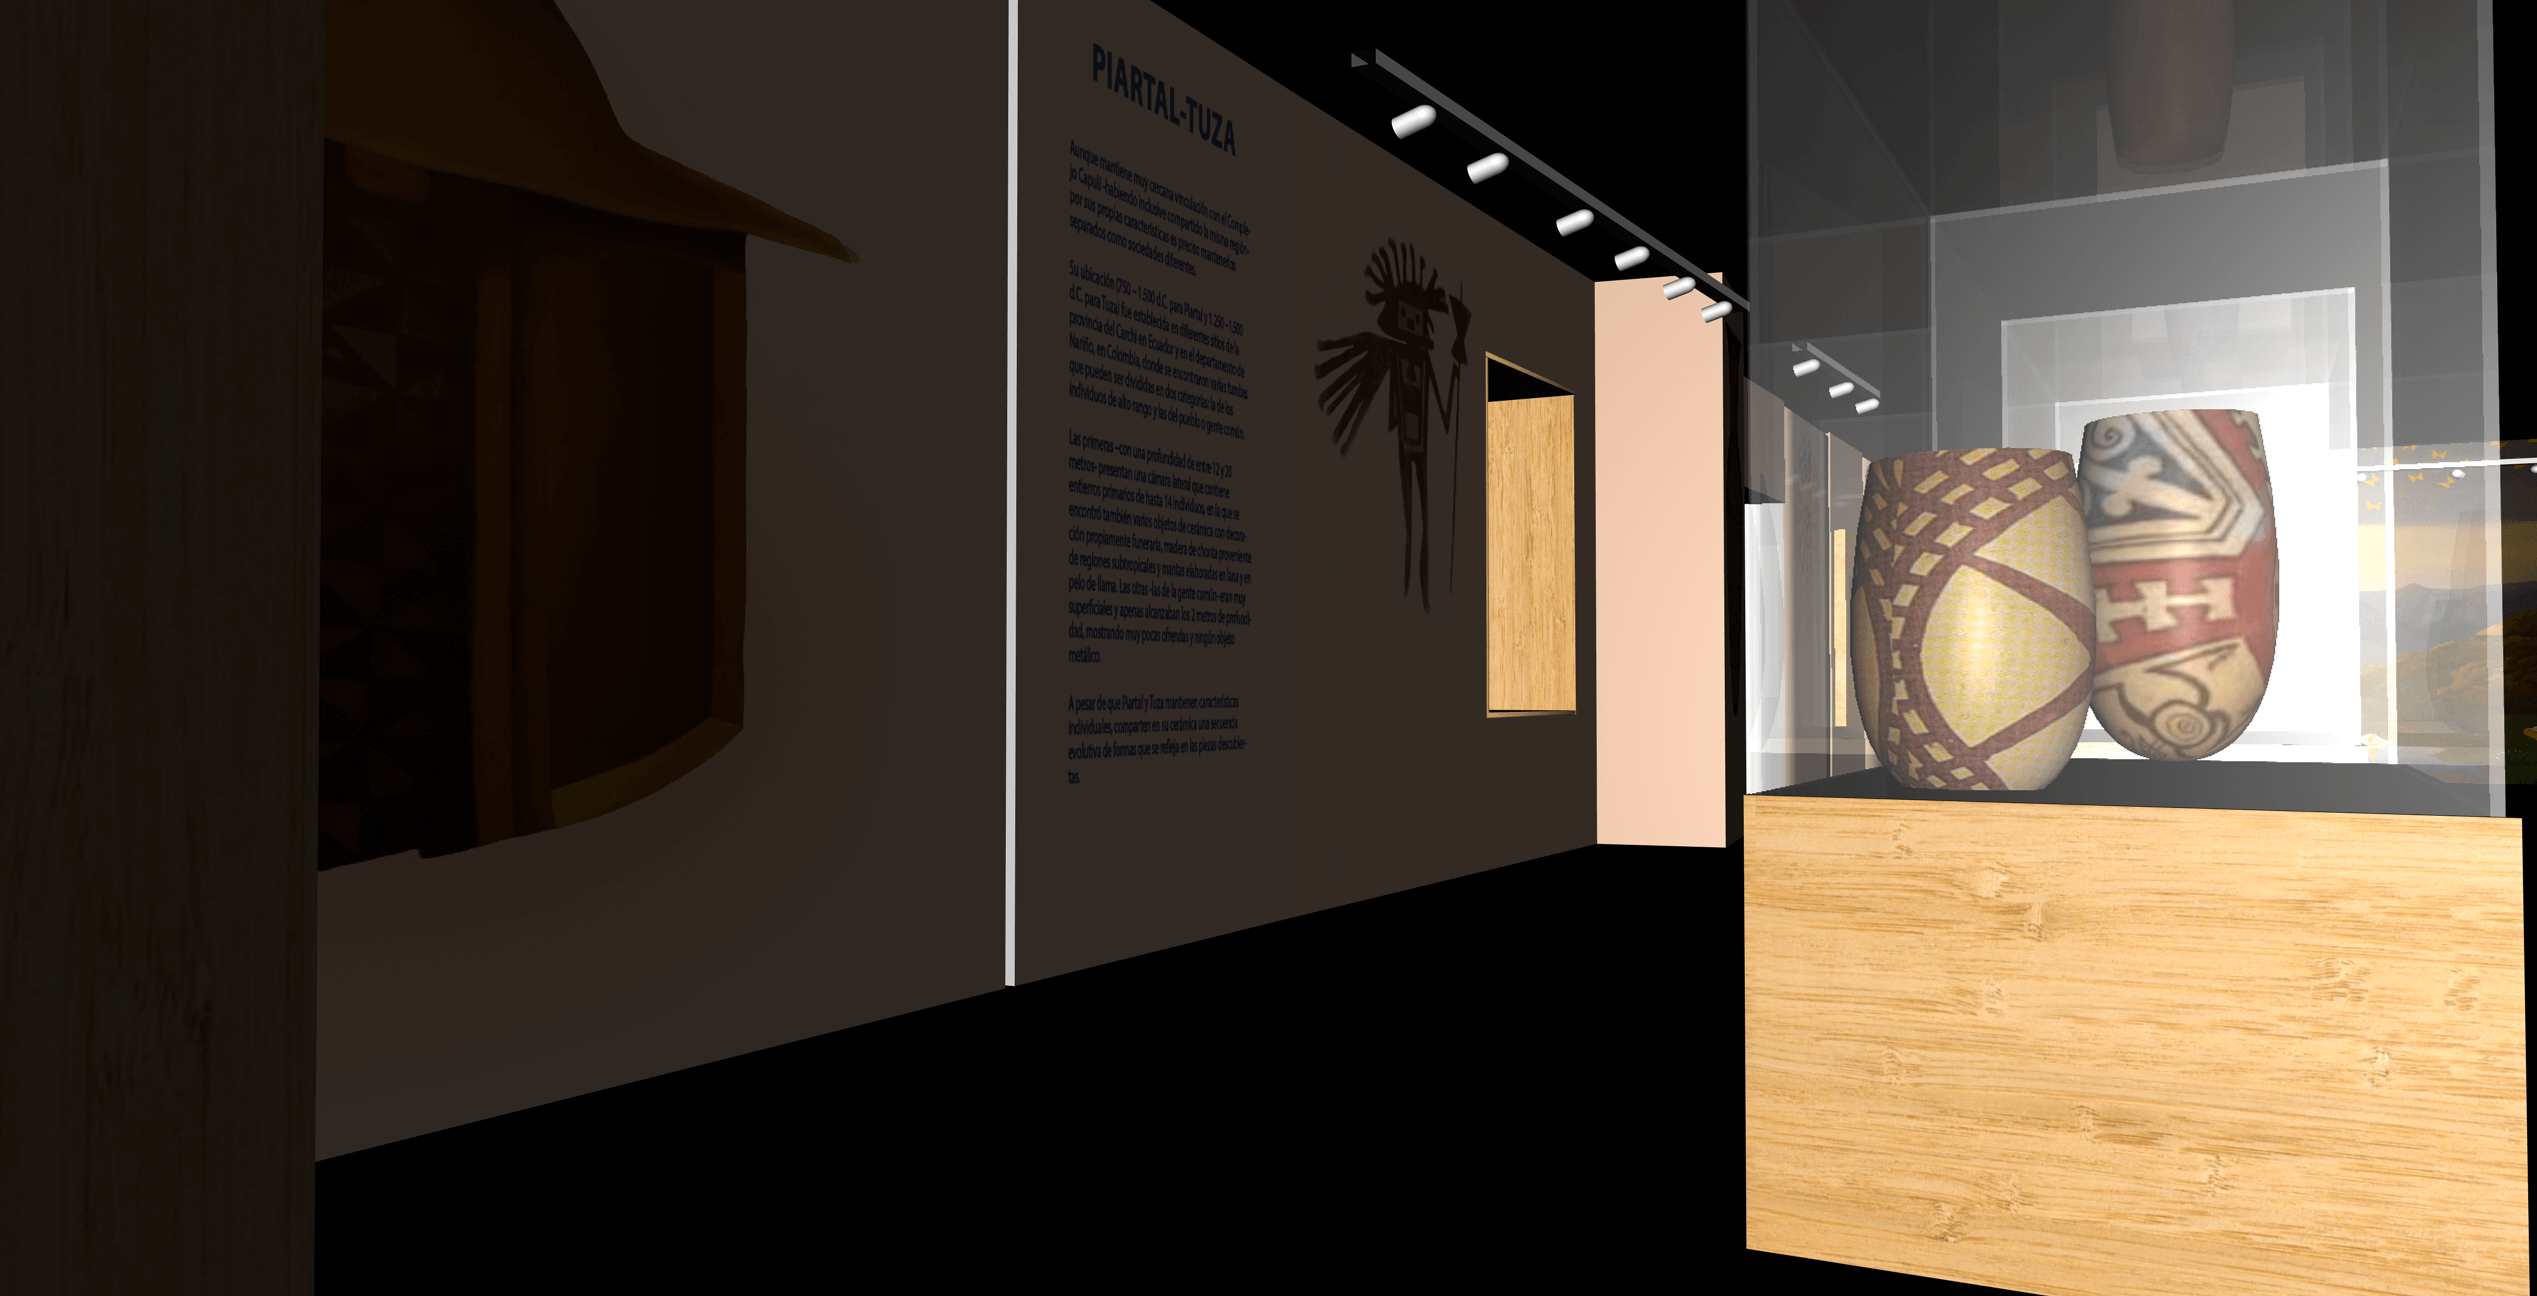 PIARTAL-TUZA
Aunque mantiene muy cercana vinculación con el Comple-
jo Capulí -habiendo inclusive compartido la misma región-
por sus propias características es preciso mantenerlos
separados como sociedades diferentes.
Su ubicación (750 – 1.500 d.C. para Piartal y 1.250 –1.500
d.C. para Tuza) fue establecida en diferentes sitios de la
provincia del Carchi en Ecuador y en el departamento de
Nariño, en Colombia, donde se encontraron varias tumbas
que pueden ser divididas en dos categorías: la de los
individuos de alto rango y las del pueblo o gente común.
Las primeras –con una profundidad de entre 12 y 20
metros- presentan una cámara lateral que contiene
entierros primarios de hasta 14 individuos, en la que se
encontró también varios objetos de cerámica con decora-
ción propiamente funeraria, madera de chonta proveniente
de regiones subtropicales y mantas elaboradas en lana y en
pelo de llama. Las otras -las de la gente común- eran muy
superficiales y apenas alcanzaban los 2 metros de profundi-
dad, mostrando muy pocas ofrendas y ningún objeto
metálico.
A pesar de que Piartal y Tuza mantienen características
individuales, comparten en su cerámica una secuencia
evolutiva de formas que se refleja en las piezas descubier-
tas.